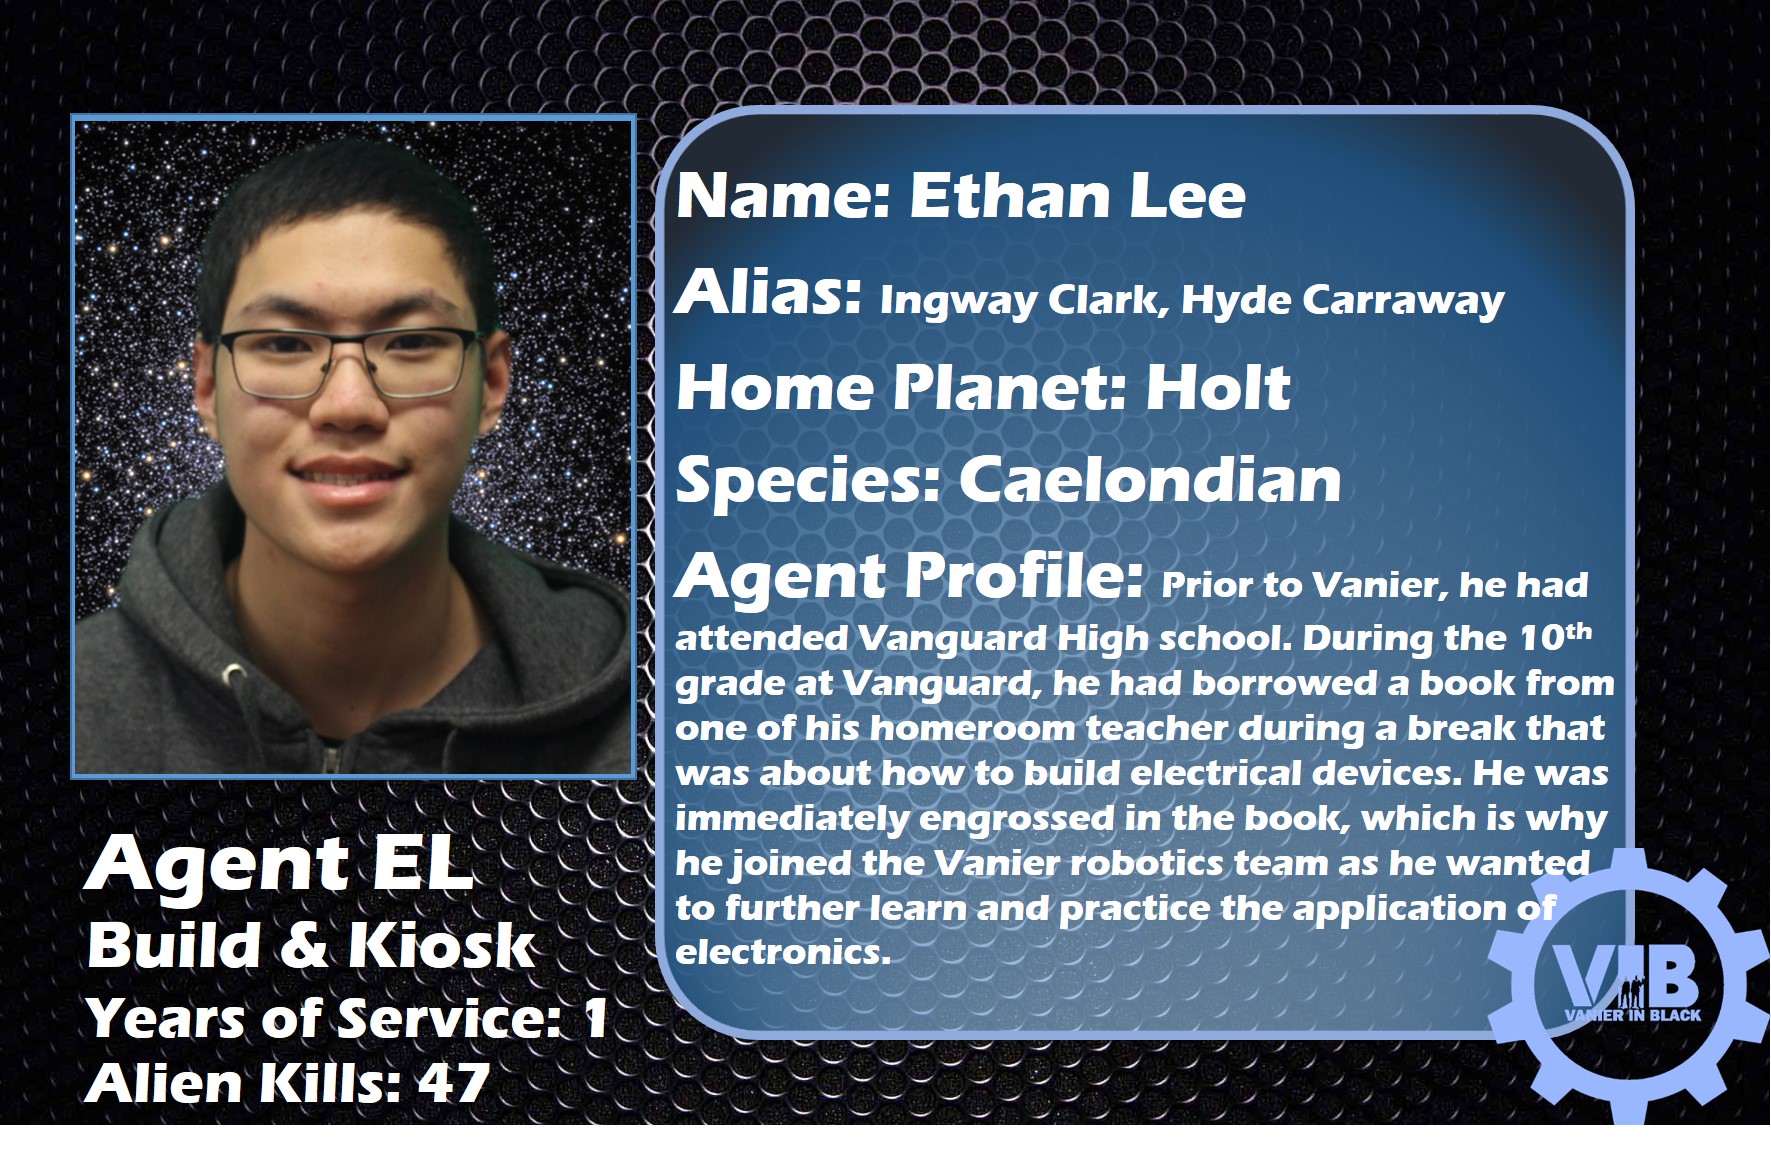 Name: Ethan Lee
Alias: Ingway Clark, Hyde Carraway
Home Planet: Holt
Species: Caelondian
Agent Profile: Prior to Vanier, he had
attended Vanguard High school. During the 10th
grade at Vanguard, he had borrowed a book from
one of his homeroom teacher during a break that
was about how to build electrical devices. He was
immediately engrossed in the book, which is why
he joined the Vanier robotics team as he wanted
to further learn and practice the application of
electronics.
Agent EL
Build & Kiosk
Years of Service: 1
Alien Kills: 47
VIB
VANIER IN BLACK